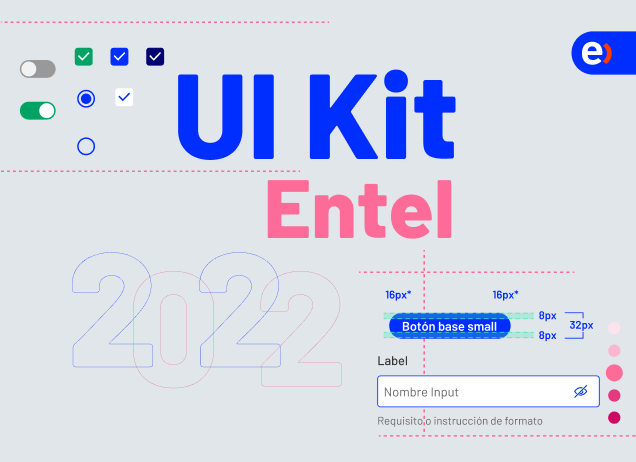 e)
UI Kit
Entel
2022
16px* 16px*
Botón base small
8px
8px
32px
Label
Nombre Input
Requisito o instrucción de formato